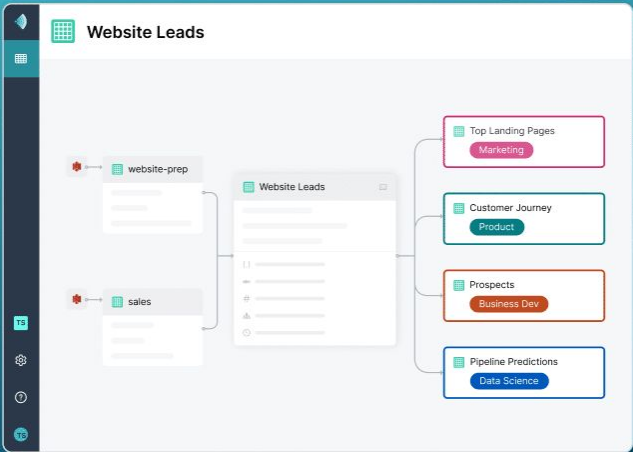 Website Leads
Top Landing Pages
Marketing
website-prep
Website Leads
Customer Journey
Product
Prospects
Business Dev
sales
TS
Pipeline Predictions
Data Science
?
TS